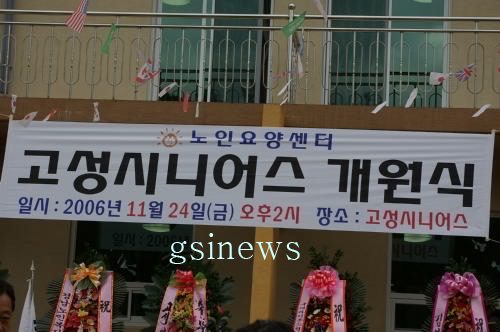 노인요양센터
고성시니어스 개원식
일시 : 2006년 11월 24일(금) 오후2시 장소 : 고성시니어스
gsinews
祝
祝